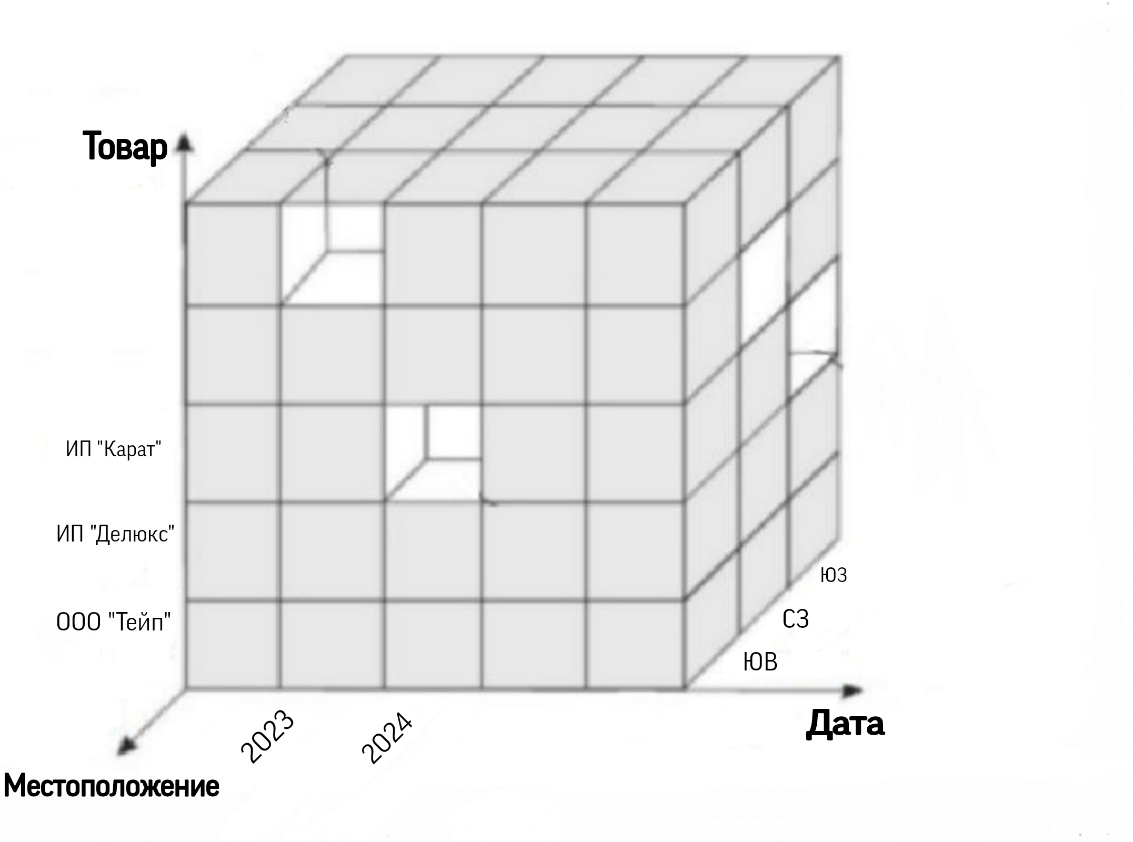 Товар
ИП "Карат"
ИП "Делюкс"
ООО "Тейп"
ЮЗ
СЗ
ЮВ
2023
2024
Дата
Местоположение